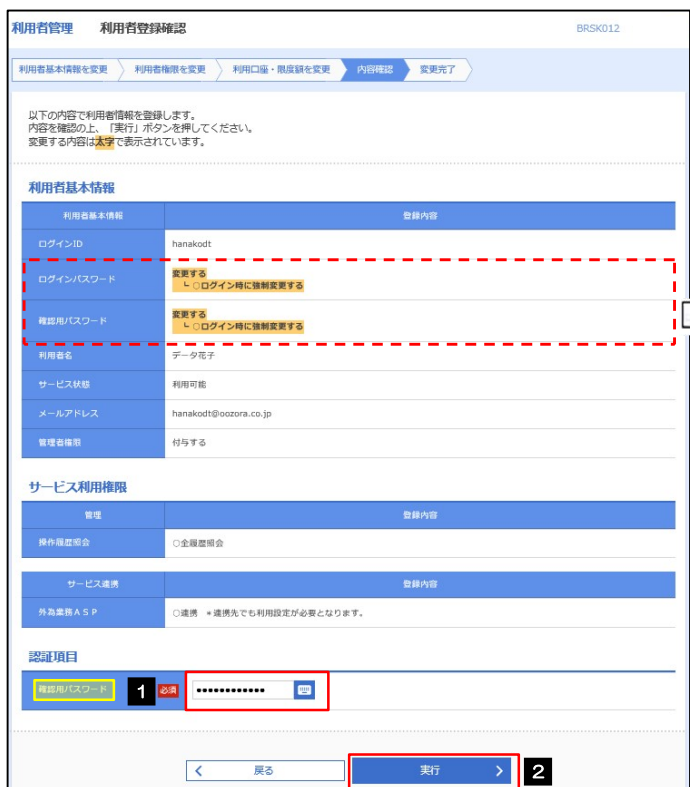 利用者管理 利用者登録確認 BRSK012
利用者基本情報を変更 利用者権限を変更 利用口座・限度額を変更 内容確認 変更完了
以下の内容で利用者情報を登録します。
内容を確認の上、「実行」ボタンを押してください。
変更する内容は太字で表示されています。
利用者基本情報
利用者基本情報 登録内容
ログインID hanakodt
ログインパスワード 変更する
└ ○ログイン時に強制変更する
確認用パスワード 変更する
└ ○ログイン時に強制変更する
利用者名 データ花子
サービス状態 利用可能
メールアドレス hanakodt@oozora.co.jp
管理者権限 付与する
サービス利用権限
管理 登録内容
操作履歴照会 ○全履歴照会
サービス連携 登録内容
外為業務ASP ○連携 *連携先でも利用設定が必要となります。
認証項目
確認用パスワード 1 必須 ••••••••••••
戻る 実行 2